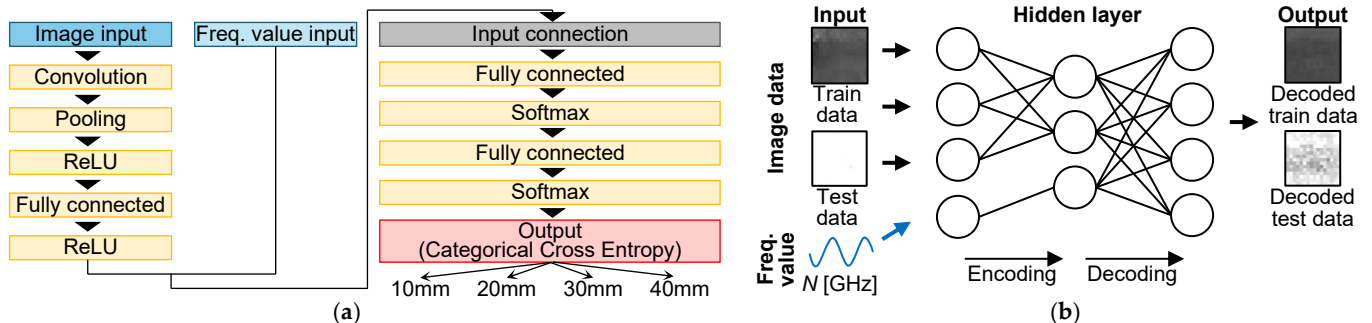 Image input
Convolution
Pooling
ReLU
Fully connected
ReLU
Freq. value input
Input connection
Fully connected
Softmax
Fully connected
Softmax
Output
(Categorical Cross Entropy)
10mm 20mm 30mm 40mm
(a)
Input Hidden layer Output
Image data
Train
data
Test
data
Freq.
value
N [GHz]
Encoding Decoding
Decoded
train data
Decoded
test data
(b)